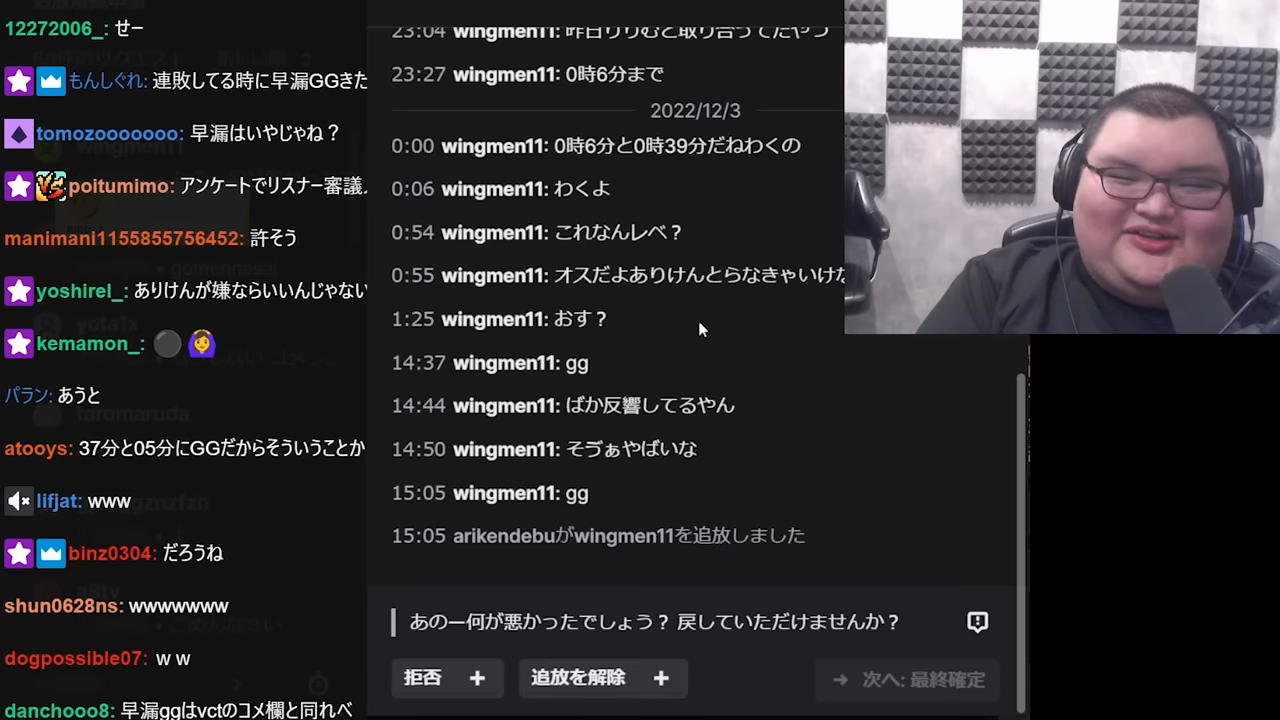 12272006_: せー
もんしぐれ: 連敗してる時に早漏GGきた
tomozooooooo: 早漏はいやじゃね？
poitumimo: アンケートでリスナー審議
manimani1155855756452: 許そう
yoshirel_: ありけんが嫌ならいいんじゃない
kemamon_:
パラン: あうと
atooys: 37分と05分にGGだからそういうことか
lifjat: www
binz0304: だろうね
shun0628ns: wwwwwww
dogpossible07: w w
danchooo8: 早漏ggはvctのコメ欄と同れべ
23:04 wingmen11: 昨日りりむと取り合ってたやつ
23:27 wingmen11: 0時6分まで
2022/12/3
0:00 wingmen11: 0時6分と0時39分だねわくの
0:06 wingmen11: わくよ
0:54 wingmen11: これなんレベ？
0:55 wingmen11: オスだよありけんとらなきゃいけな
1:25 wingmen11: おす？
14:37 wingmen11: gg
14:44 wingmen11: ばか反響してるやん
14:50 wingmen11: そゔぁやばいな
15:05 wingmen11: gg
15:05 arikendebuがwingmen11を追放しました
あのー何が悪かったでしょう？ 戻していただけませんか？
拒否 +
追放を解除 +
→ 次へ: 最終確定